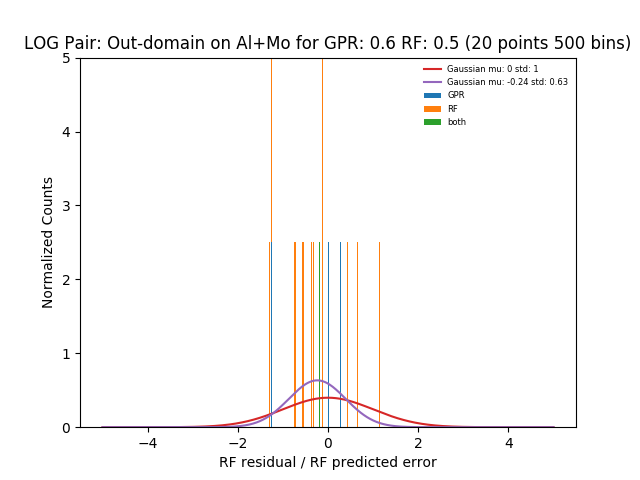 LOG Pair: Out-domain on Al+Mo for GPR: 0.6 RF: 0.5 (20 points 500 bins)
Normalized Counts
5
4
3
2
1
0
Gaussian mu: 0 std: 1
Gaussian mu: -0.24 std: 0.63
GPR
RF
both
−4 −2 0 2 4
RF residual / RF predicted error